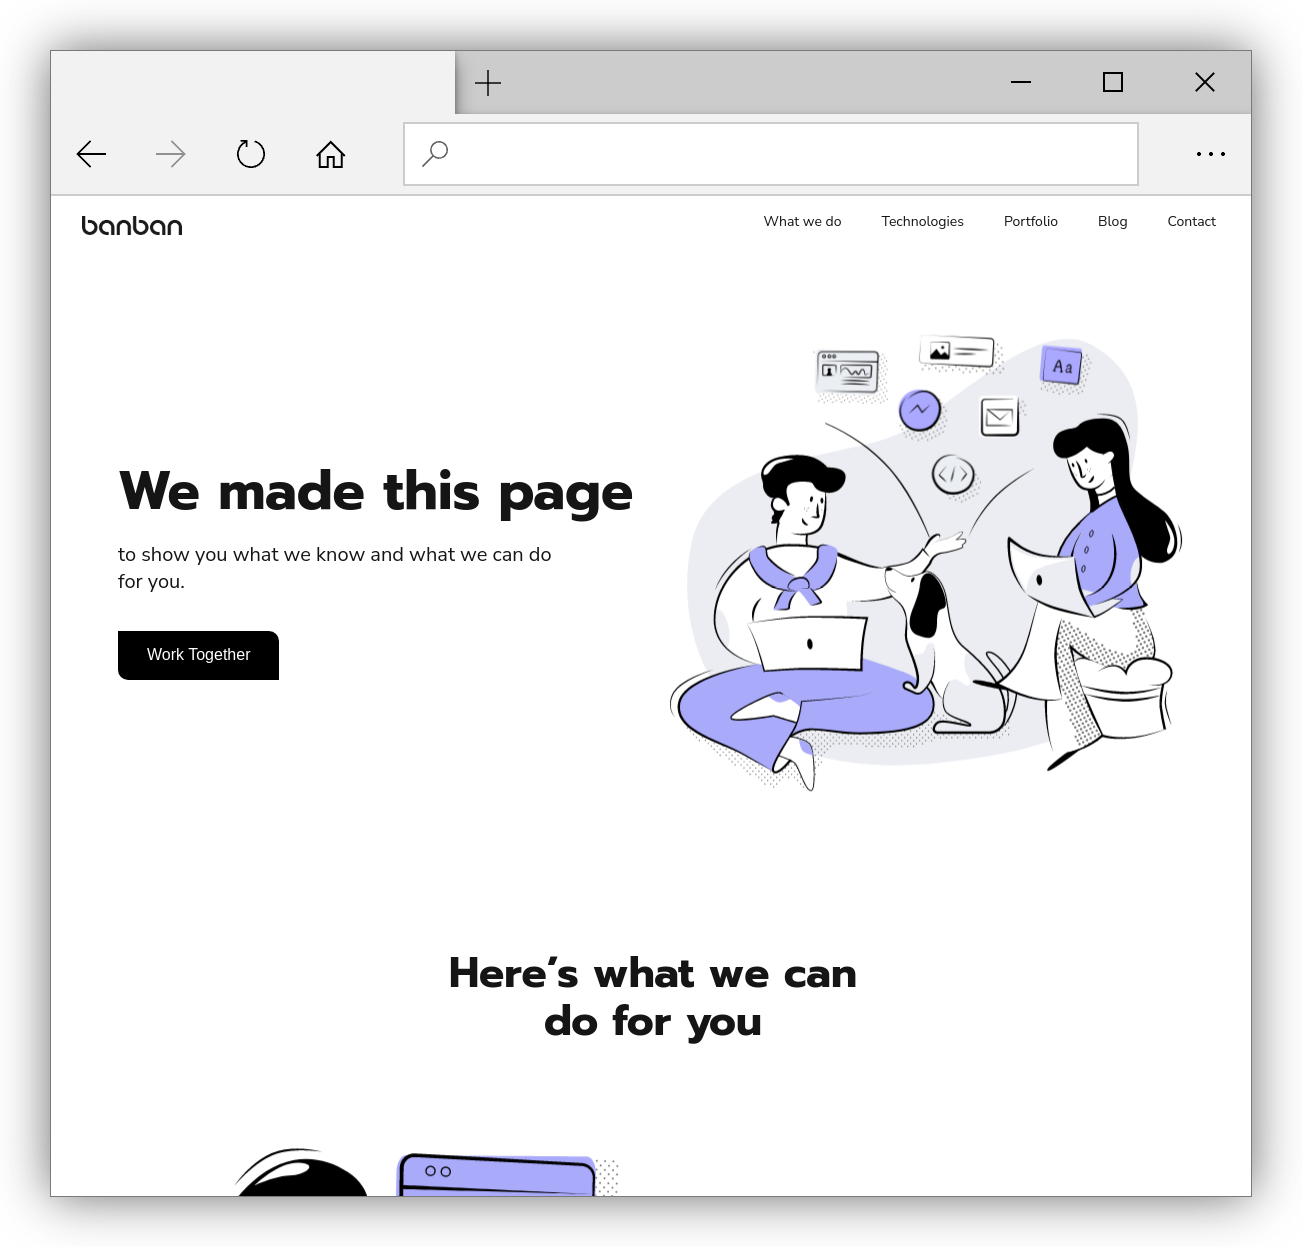 banban
What we do Technologies Portfolio Blog Contact
Aa
</>
We made this page
to show you what we know and what we can do
for you.
Work Together
Here’s what we can
do for you